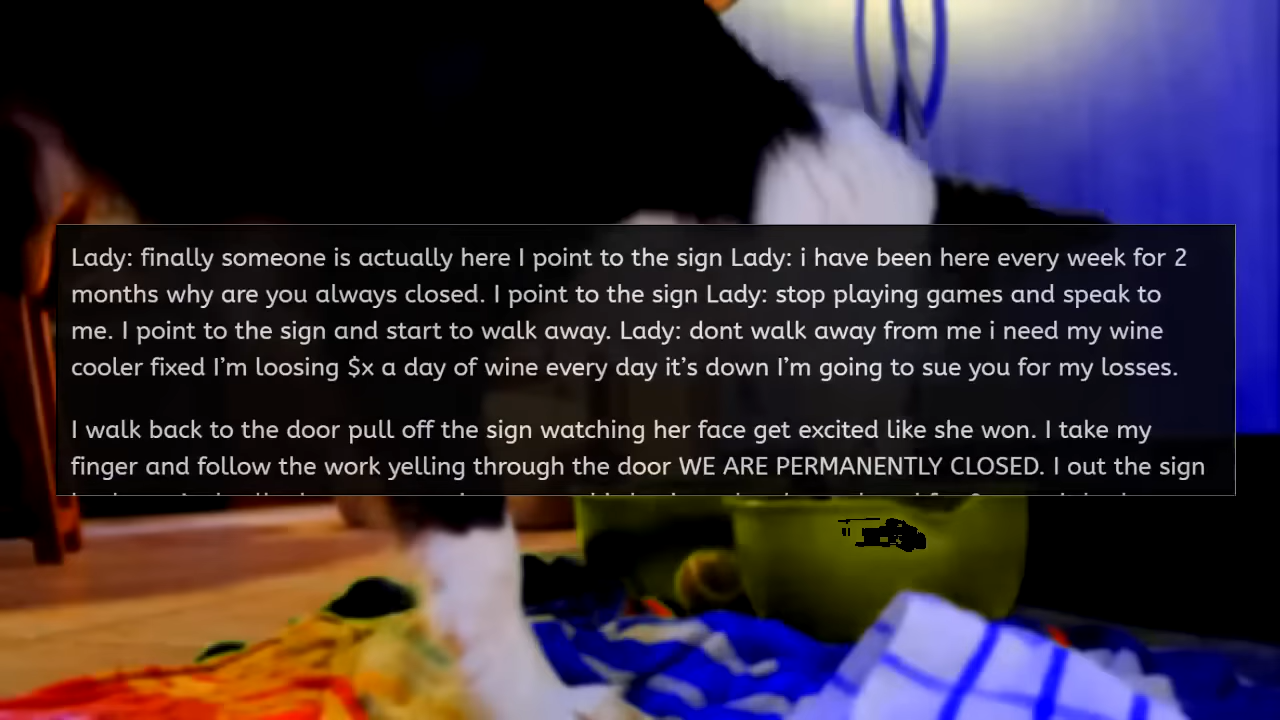 Lady: finally someone is actually here I point to the sign Lady: i have been here every week for 2
months why are you always closed. I point to the sign Lady: stop playing games and speak to
me. I point to the sign and start to walk away. Lady: dont walk away from me i need my wine
cooler fixed I’m loosing $x a day of wine every day it’s down I’m going to sue you for my losses.
I walk back to the door pull off the sign watching her face get excited like she won. I take my
finger and follow the work yelling through the door WE ARE PERMANENTLY CLOSED. I out the sign